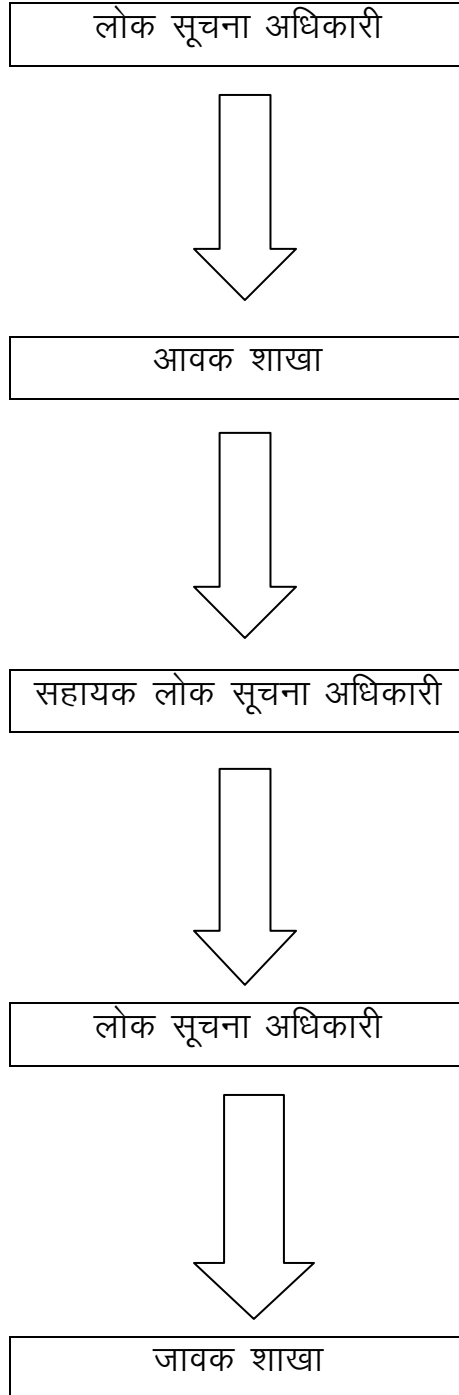 लोक सूचना अधिकारी
आवक शाखा
सहायक लोक सूचना अधिकारी
लोक सूचना अधिकारी
जावक शाखा